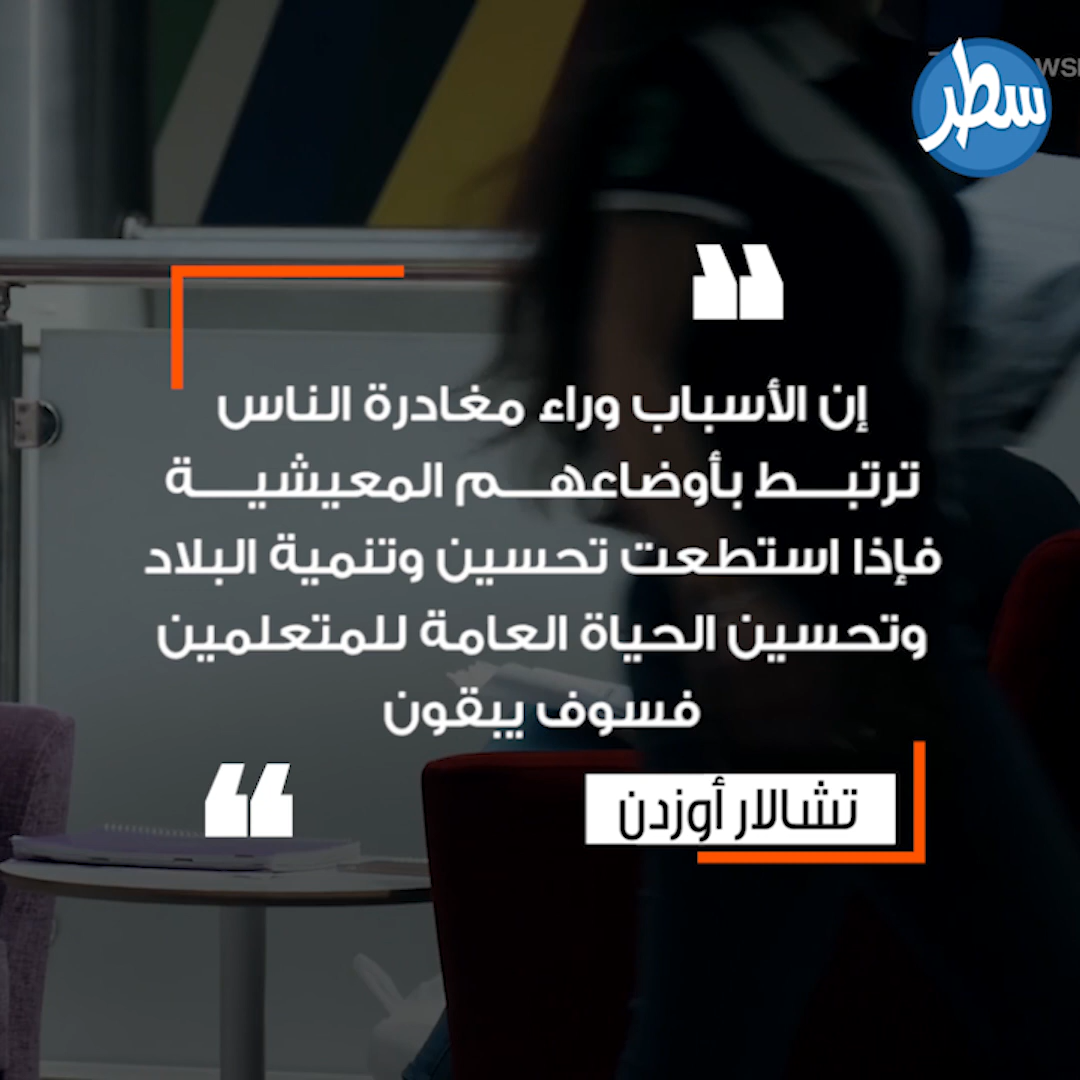 سطر
إن الأسباب وراء مغادرة الناس
ترتبط بأوضاعهم المعيشية
فإذا استطعت تحسين وتنمية البلاد
وتحسين الحياة العامة للمتعلمين
فسوف يبقون
تشالار أوزدن